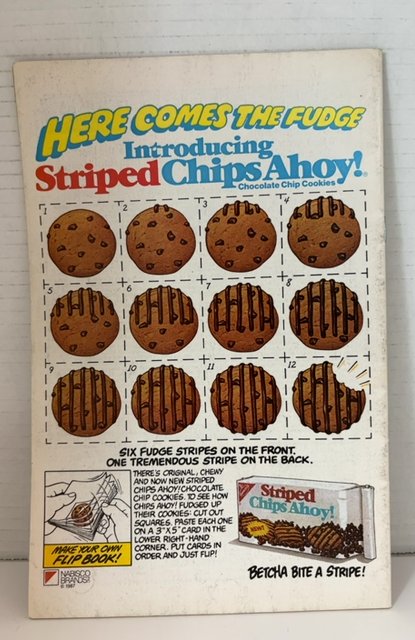 HERE COMES THE FUDGE
Introducing
Striped Chips Ahoy!®
Chocolate Chip Cookies
1 2 3 4
5 6 7 8
9 10 11 12
SIX FUDGE STRIPES ON THE FRONT.
ONE TREMENDOUS STRIPE ON THE BACK.
THERE'S ORIGINAL, CHEWY
AND NOW NEW STRIPED
CHIPS AHOY! CHOCOLATE
CHIP COOKIES. TO SEE HOW
CHIPS AHOY! FUDGED UP
THEIR COOKIES: CUT OUT
SQUARES. PASTE EACH ONE
ON A 3"X 5" CARD IN THE
LOWER RIGHT-HAND
CORNER. PUT CARDS IN
ORDER AND JUST FLIP!
MAKE YOUR OWN
FLIP BOOK!
NABISCO
BRANDS
© 1987
Striped
Chips Ahoy!
NEW!
BETCHA BITE A STRIPE!